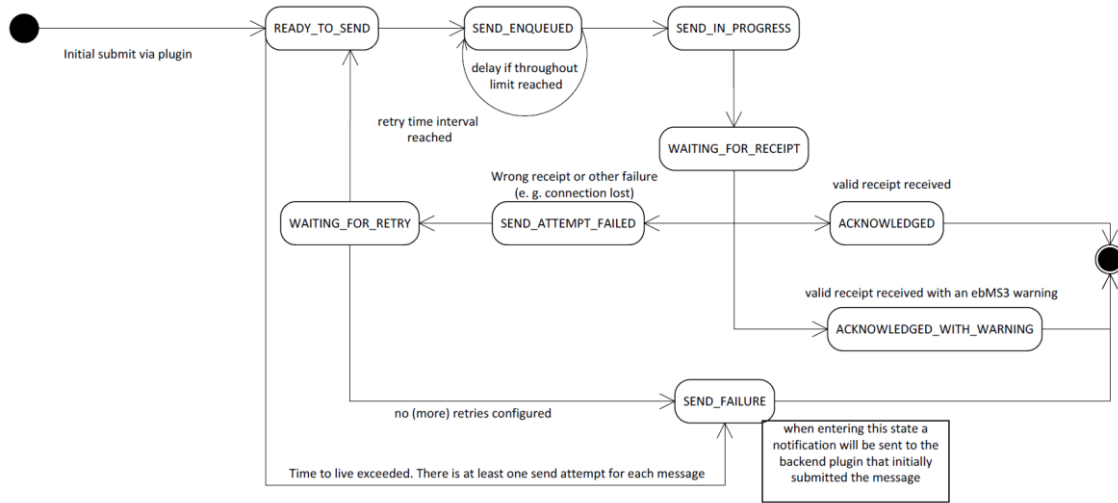 READY_TO_SEND
SEND_ENQUEUED
SEND_IN_PROGRESS
Initial submit via plugin
delay if throughout
limit reached
retry time interval
reached
WAITING_FOR_RECEIPT
Wrong receipt or other failure
(e. g. connection lost)
valid receipt received
WAITING_FOR_RETRY
SEND_ATTEMPT_FAILED
ACKNOWLEDGED
valid receipt received with an ebMS3 warning
ACKNOWLEDGED_WITH_WARNING
SEND_FAILURE
no (more) retries configured
when entering this state a
notification will be sent to the
backend plugin that initially
submitted the message
Time to live exceeded. There is at least one send attempt for each message